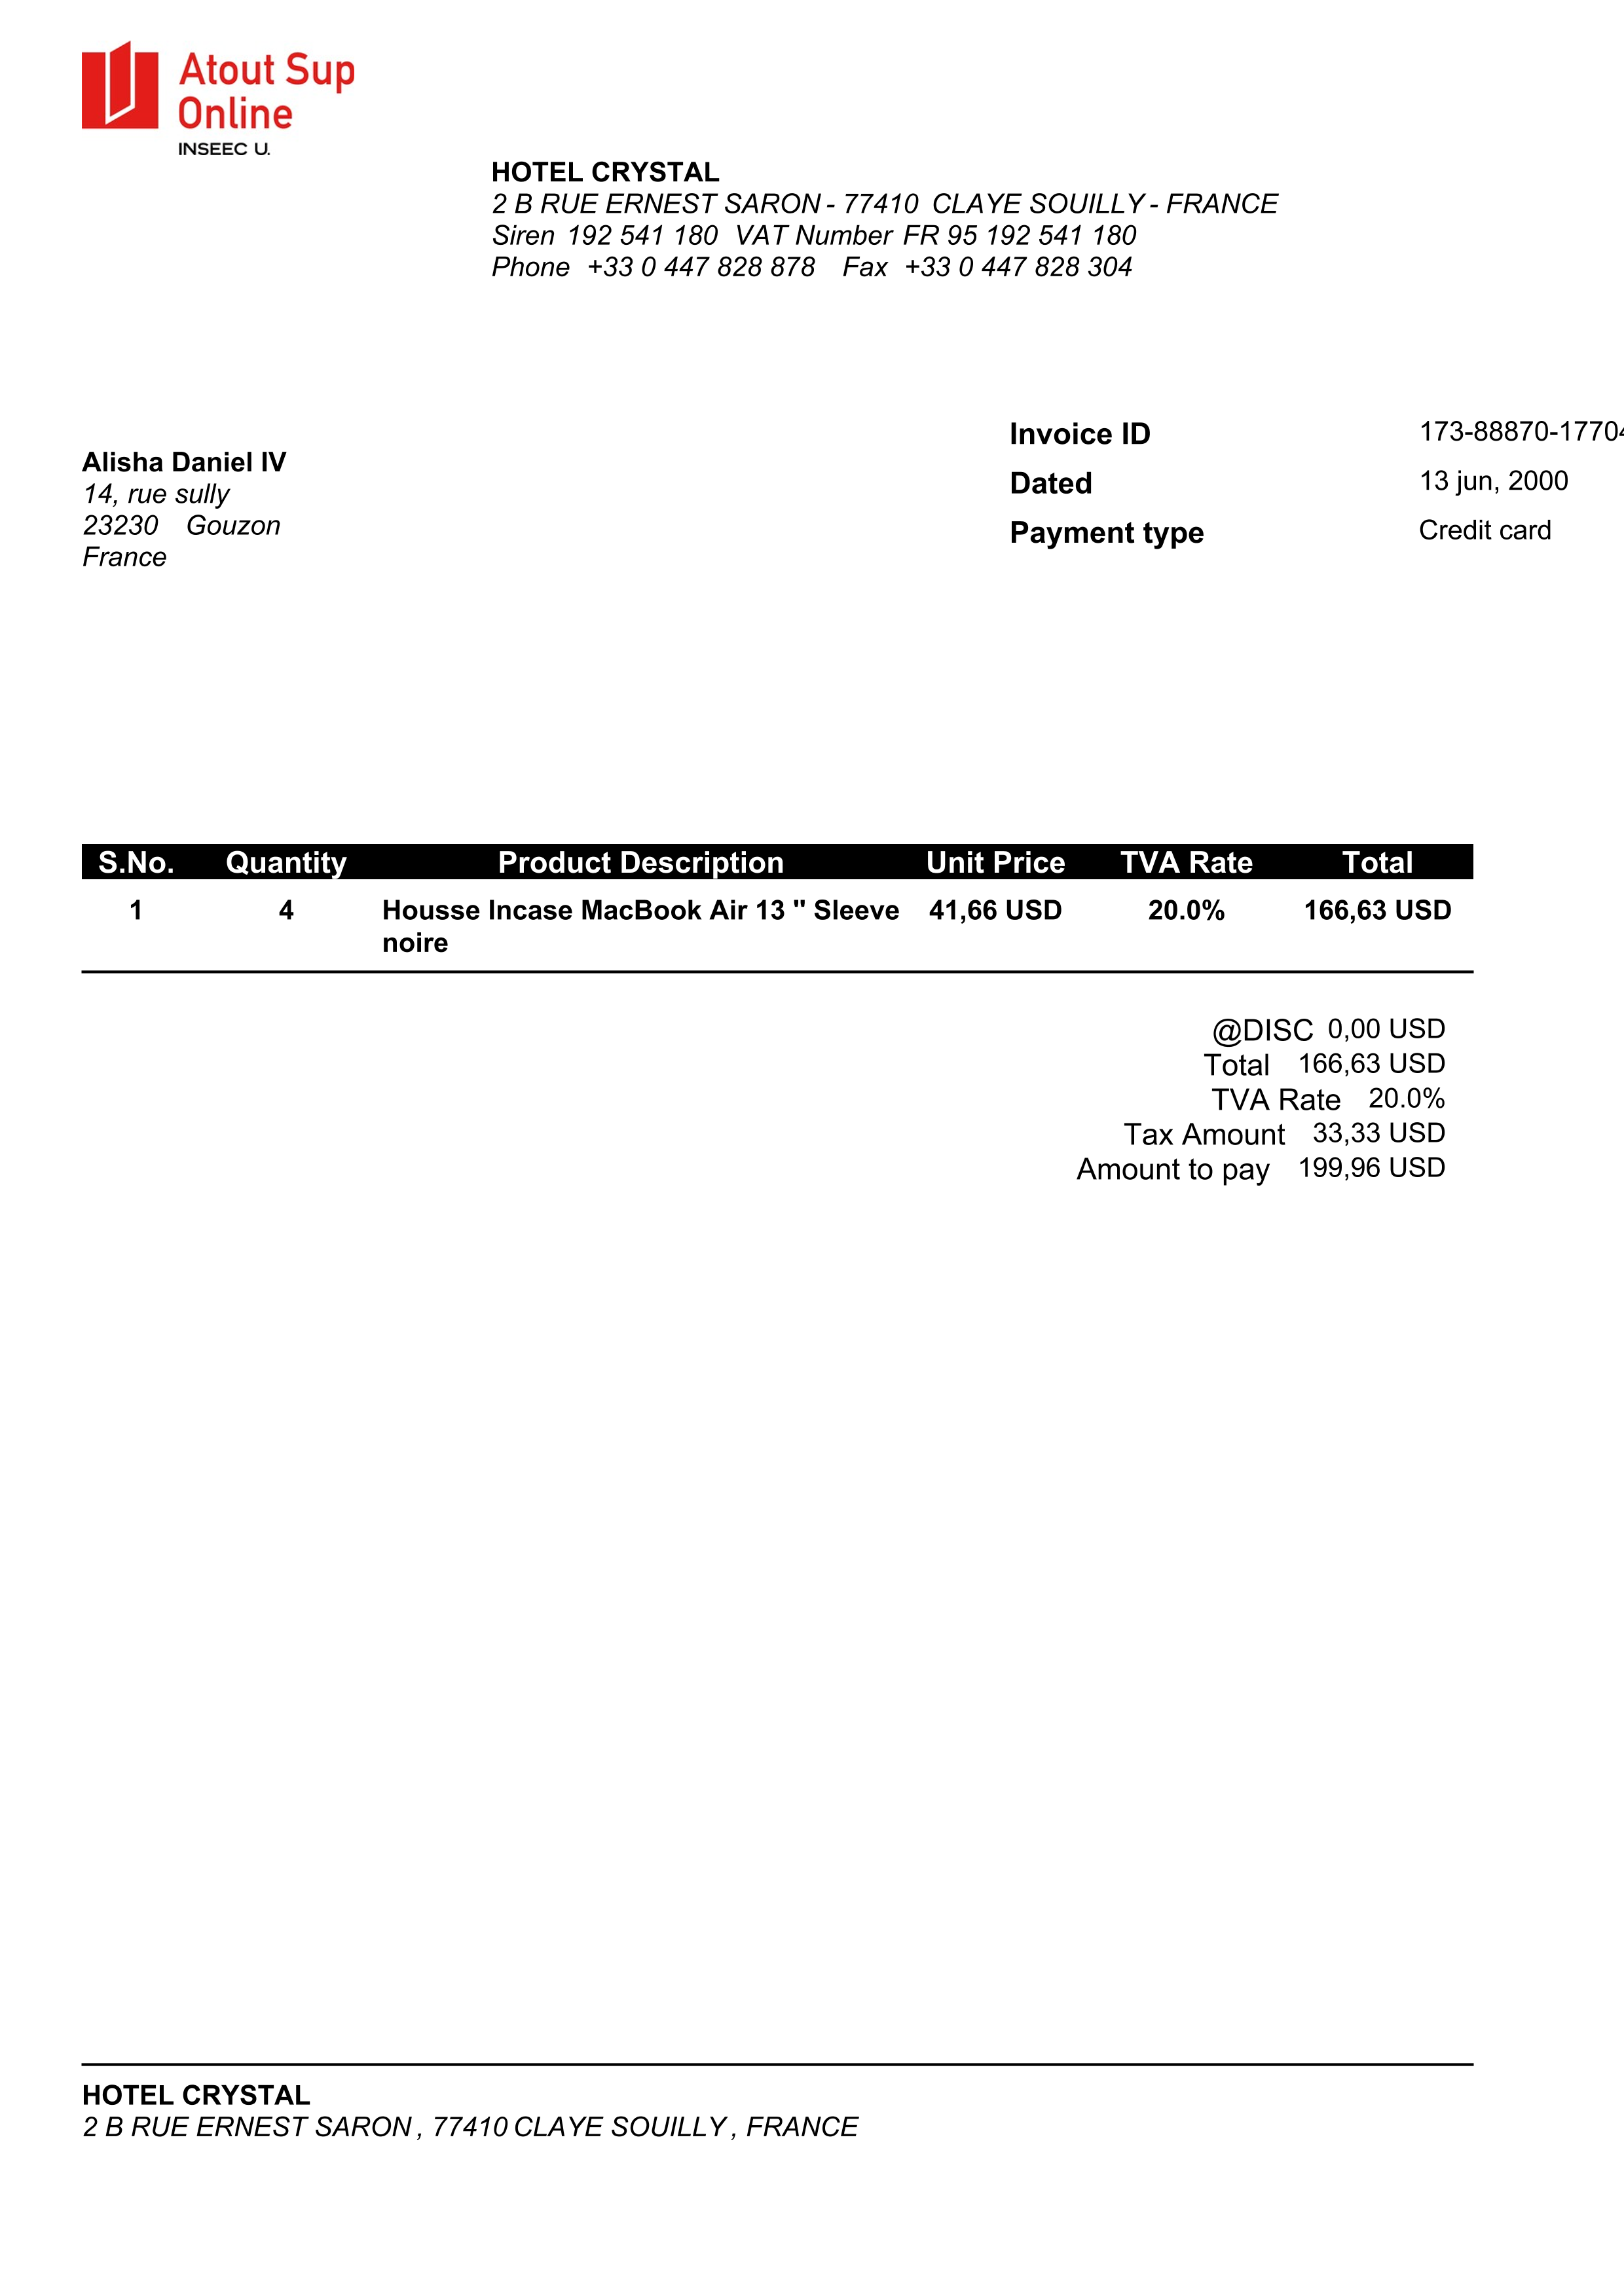 Atout Sup
Online
INSEEC U.
HOTEL CRYSTAL
2 B RUE ERNEST SARON - 77410 CLAYE SOUILLY - FRANCE
Siren 192 541 180 VAT Number FR 95 192 541 180
Phone +33 0 447 828 878 Fax +33 0 447 828 304
Invoice ID 173-88870-17704
Dated 13 jun, 2000
Payment type Credit card
Alisha Daniel IV
14, rue sully
23230 Gouzon
France
S.No. Quantity Product Description Unit Price TVA Rate Total
1 4 Housse Incase MacBook Air 13 " Sleeve 41,66 USD 20.0% 166,63 USD
noire
@DISC 0,00 USD
Total 166,63 USD
TVA Rate 20.0%
Tax Amount 33,33 USD
Amount to pay 199,96 USD
HOTEL CRYSTAL
2 B RUE ERNEST SARON , 77410 CLAYE SOUILLY , FRANCE